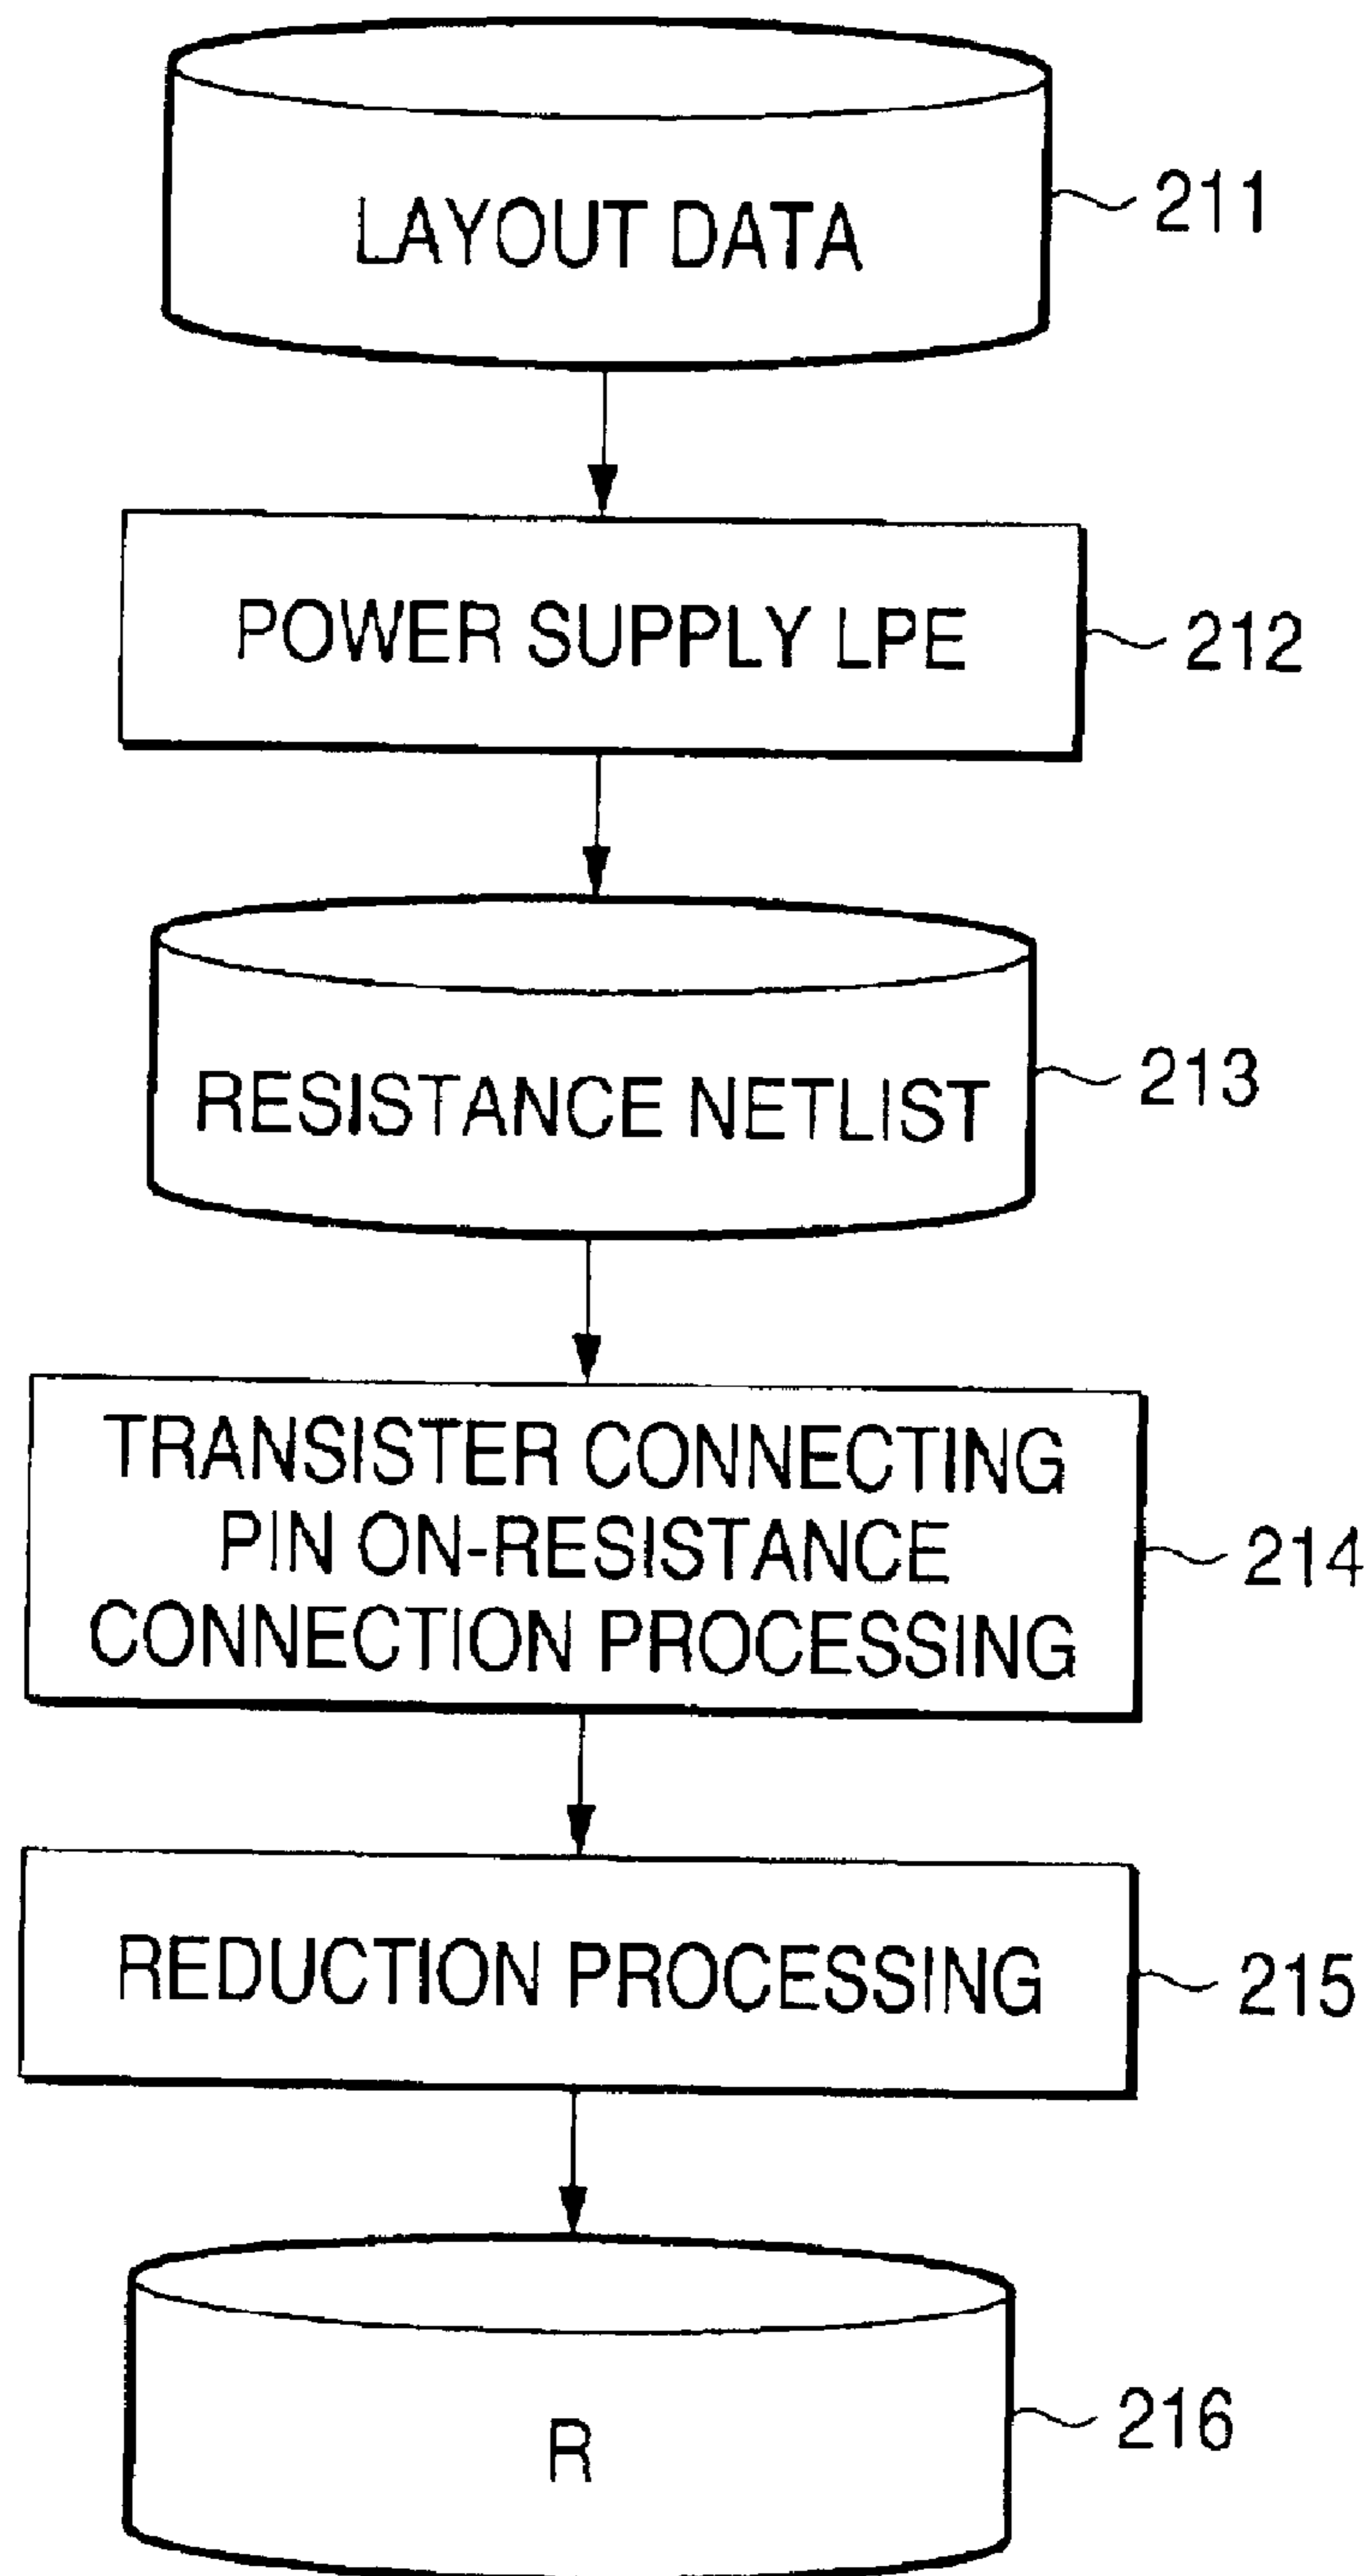 LAYOUT DATA
211
POWER SUPPLY LPE
212
RESISTANCE NETLIST
213
TRANSISTER CONNECTING
PIN ON-RESISTANCE
CONNECTION PROCESSING
214
REDUCTION PROCESSING
215
R
216